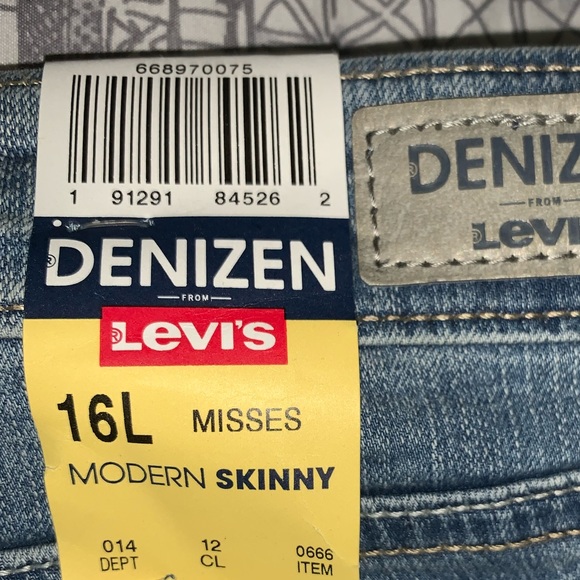 668970075
1 91291 84526 2
®DENIZEN
— FROM —
®Levi's
16L MISSES
MODERN SKINNY
014 12 0666
DEPT CL ITEM
®DENIZ
— FROM —
®Levi